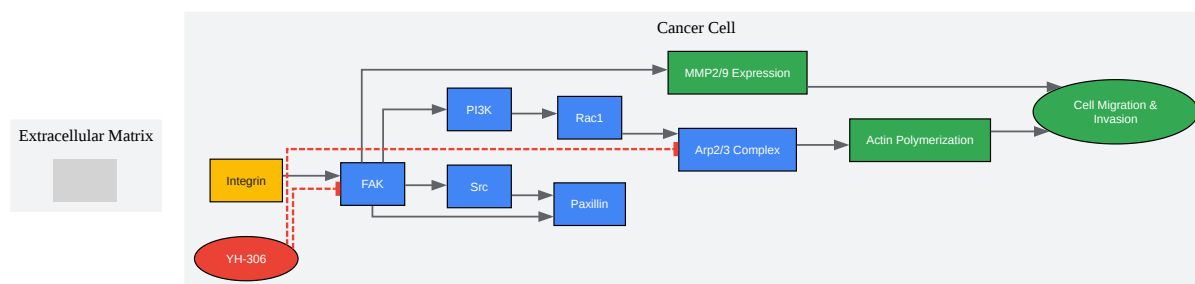 Cancer Cell
MMP2/9 Expression
Cell Migration &
Invasion
PI3K
Rac1
Extracellular Matrix
Arp2/3 Complex
Actin Polymerization
Integrin
FAK
Src
Paxillin
YH-306